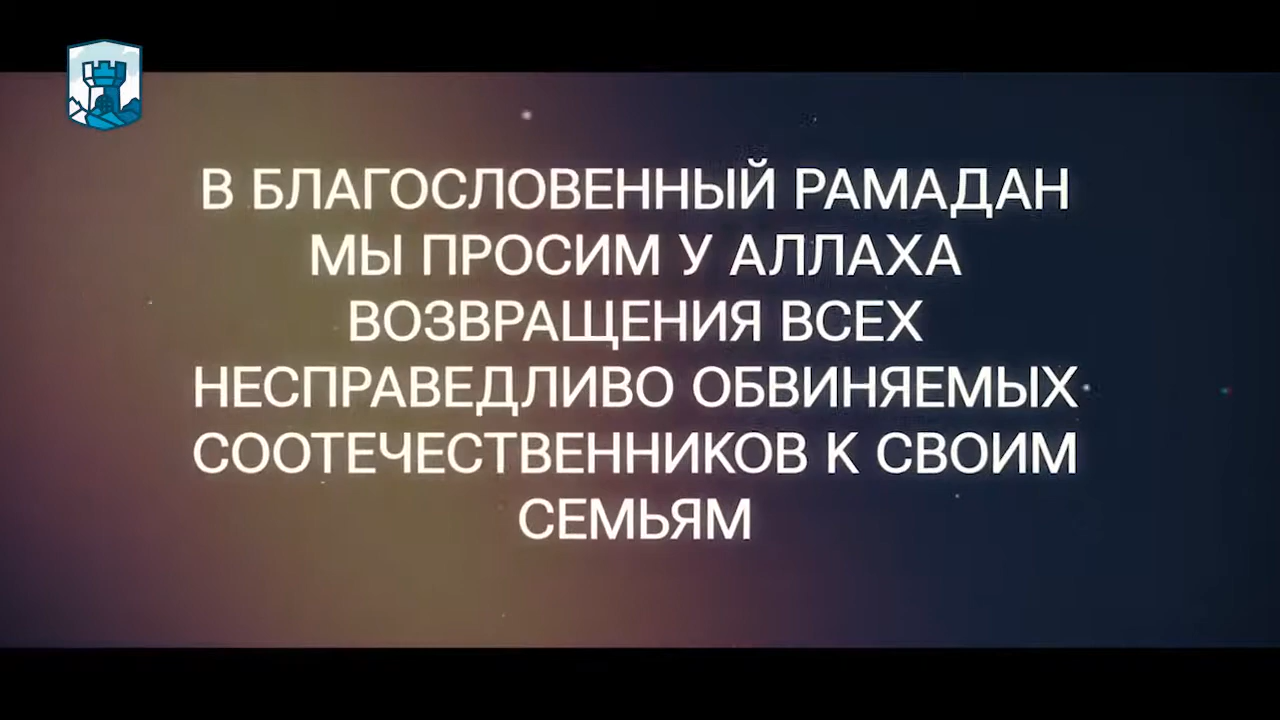 В БЛАГОСЛОВЕННЫЙ РАМАДАН
МЫ ПРОСИМ У АЛЛАХА
ВОЗВРАЩЕНИЯ ВСЕХ
НЕСПРАВЕДЛИВО ОБВИНЯЕМЫХ
СООТЕЧЕСТВЕННИКОВ К СВОИМ
СЕМЬЯМ